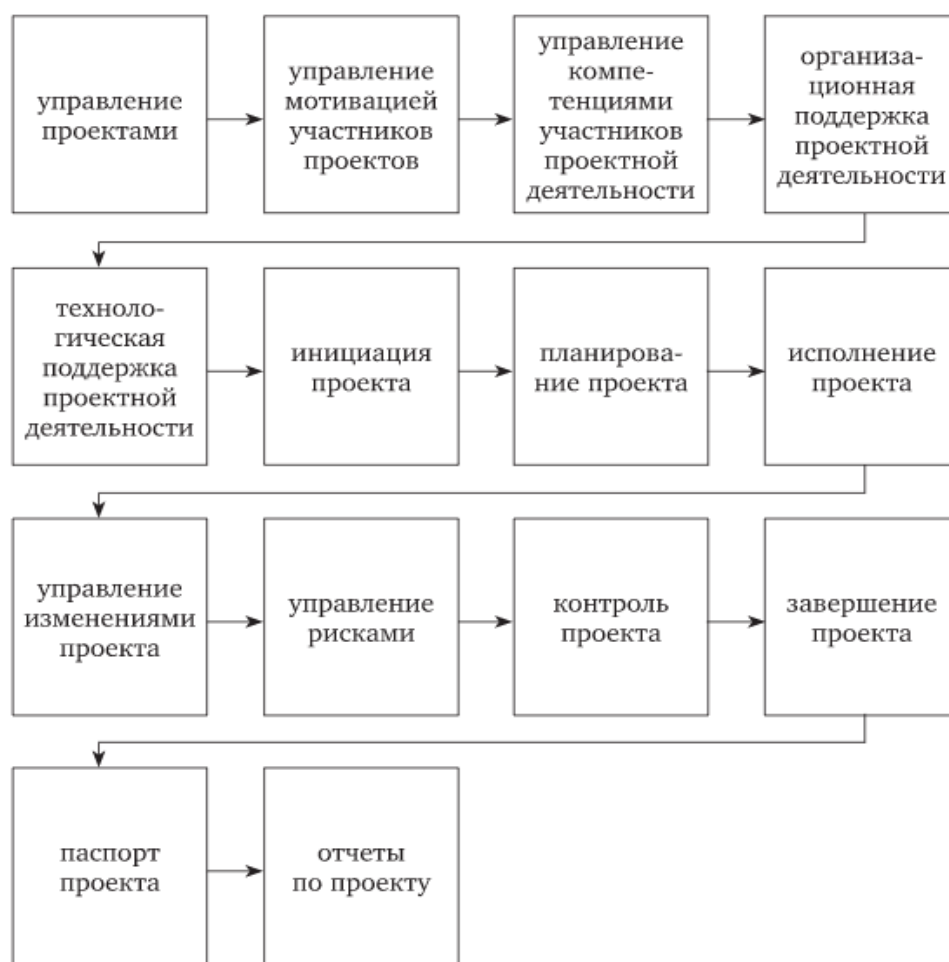 управление
проектами
управление
мотивацией
участников
проектов
управление
компе-
тенциями
участников
проектной
деятельности
организа-
ционная
поддержка
проектной
деятельности
техноло-
гическая
поддержка
проектной
деятельности
инициация
проекта
планирова-
ние проекта
исполнение
проекта
управление
изменениями
проекта
управление
рисками
контроль
проекта
завершение
проекта
паспорт
проекта
отчеты
по проекту